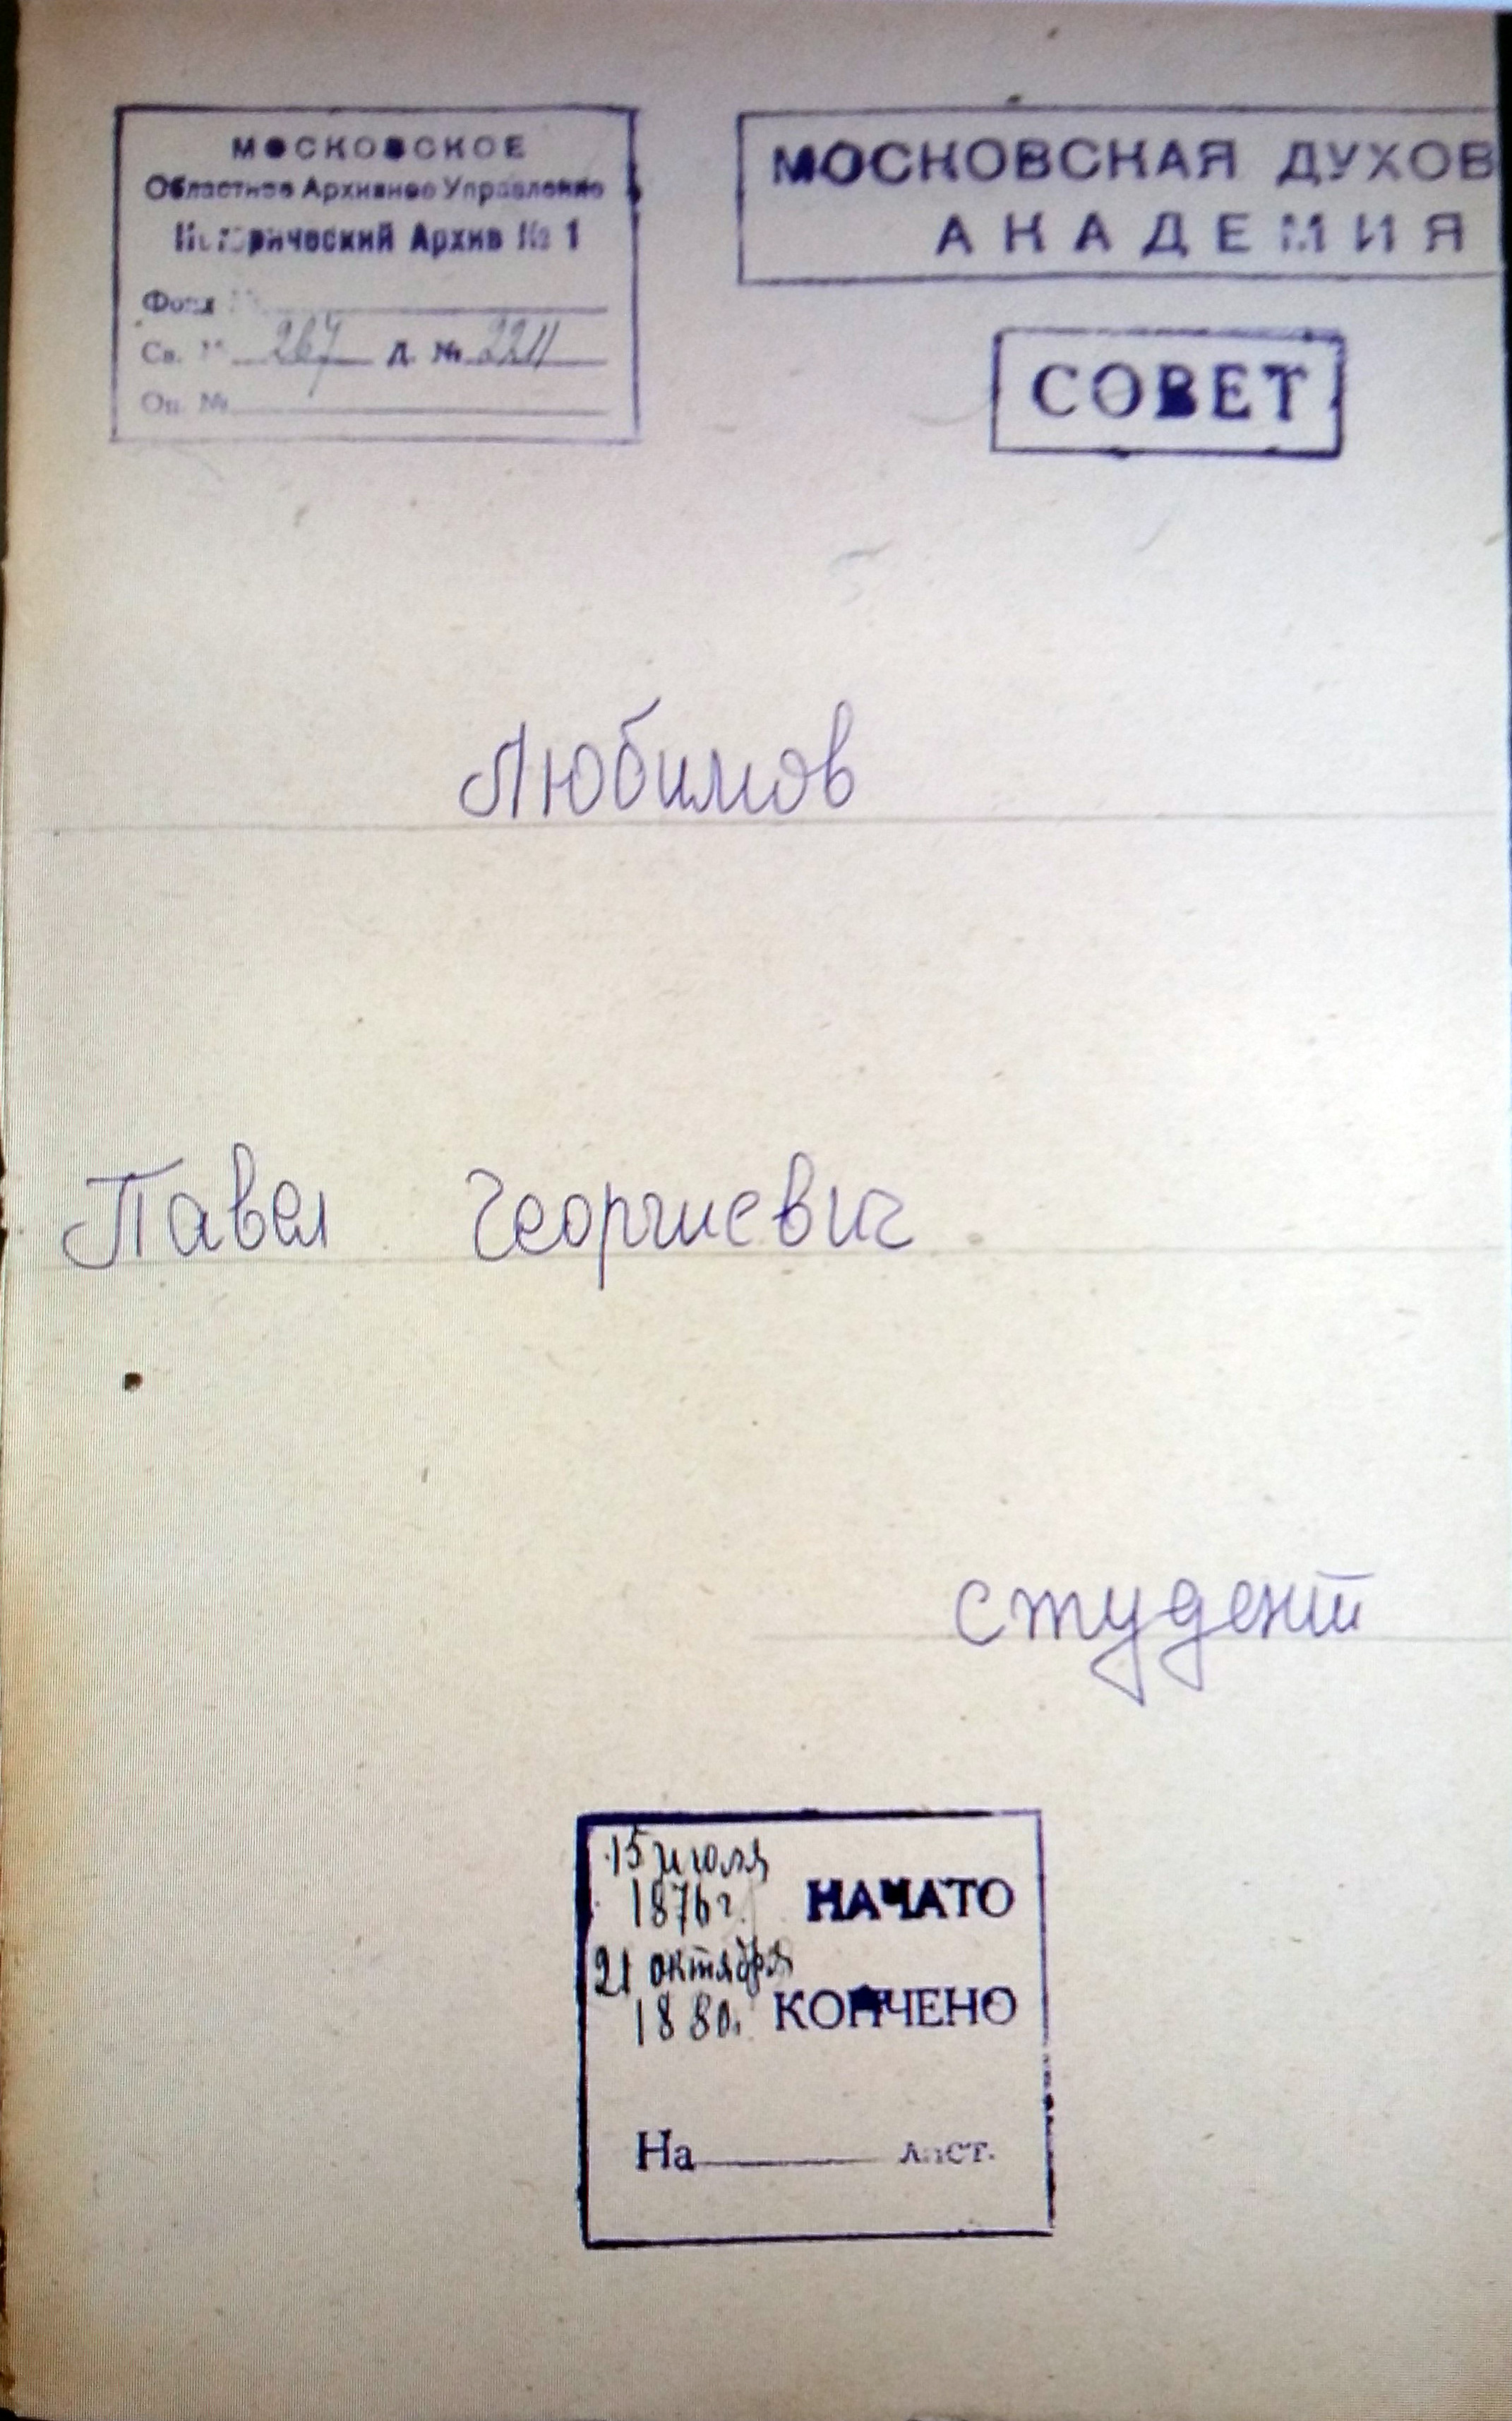 МОСКОВСКОЕ
Областное Архивное Управление
Исторический Архив № 1
Фонд
Св. № 267 Д. № 2211
Оп. №
МОСКОВСКАЯ ДУХОВ
АКАДЕМИЯ
СОВЕТ
Любимов
Павел Георгиевич
студент
15 июля
1876 г. НАЧАТО
21 октября
1880. КОНЧЕНО
На лист.